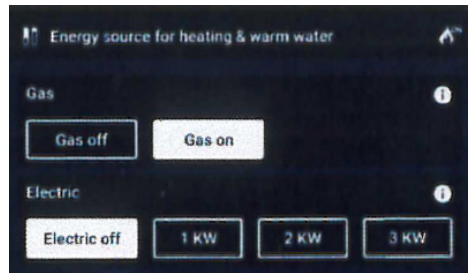 Energy source for heating & warm water
Gas
Gas off Gas on
Electric
Electric off 1 KW 2 KW 3 KW